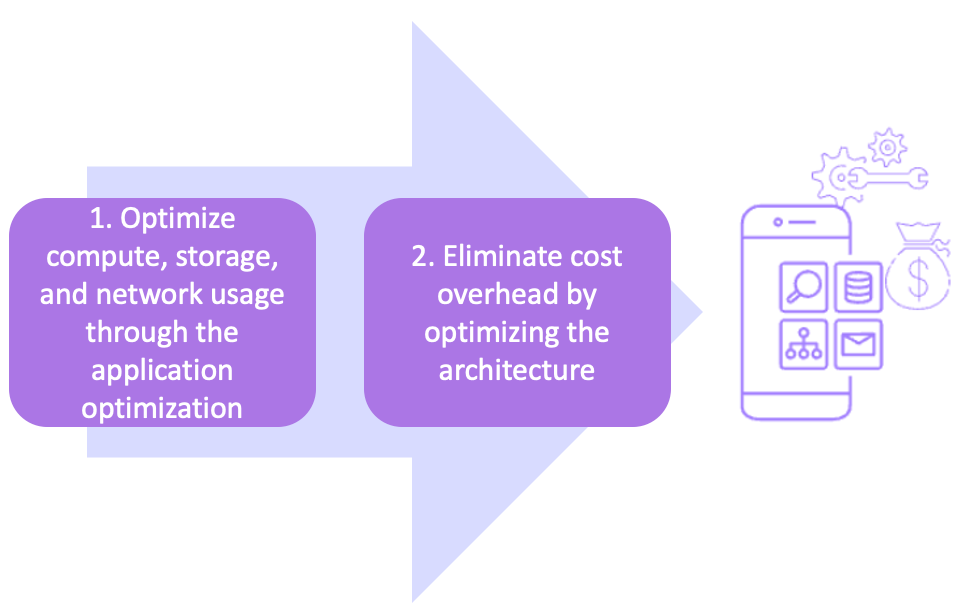 1. Optimize
compute, storage,
and network usage
through the
application
optimization
2. Eliminate cost
overhead by
optimizing the
architecture
$